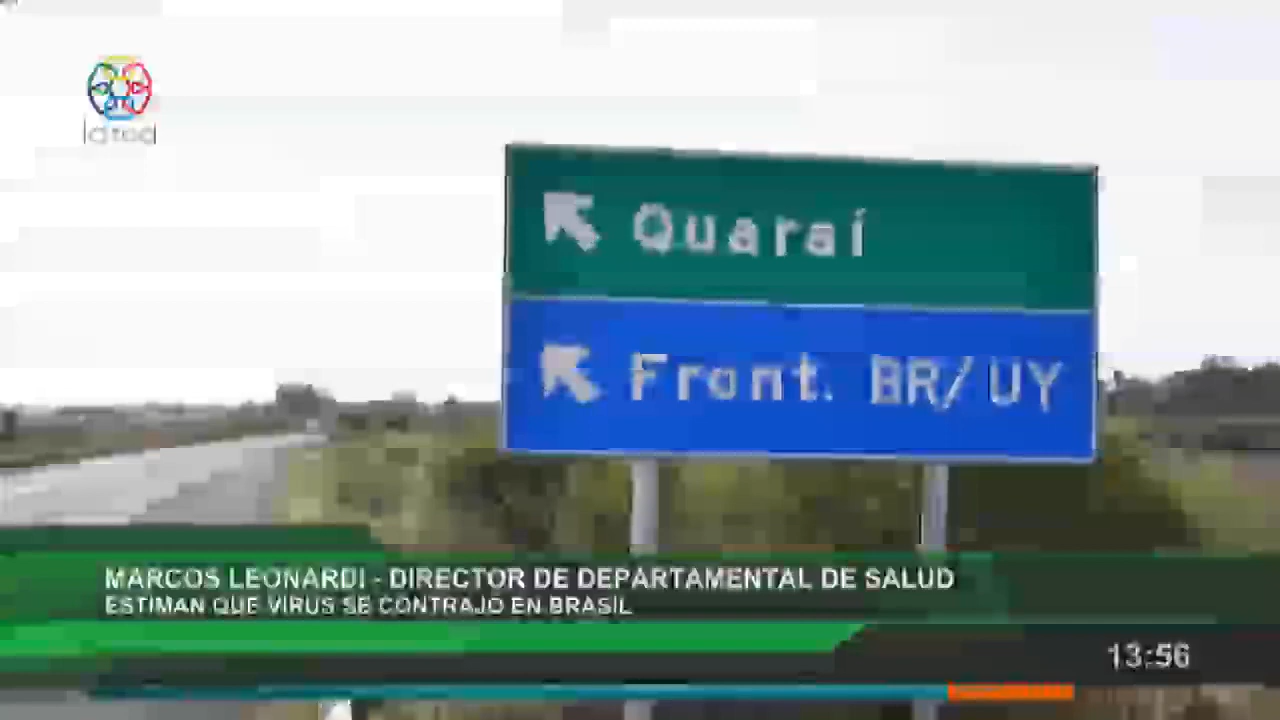 Quaraí
Front. BR/UY
MARCOS LEONARDI - DIRECTOR DE DEPARTAMENTAL DE SALUD
ESTIMAN QUE VIRUS SE CONTRAJO EN BRASIL
13:56